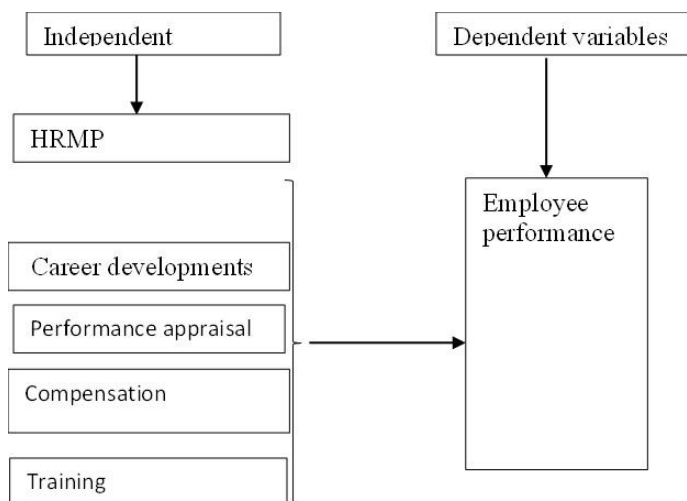 Independent
Dependent variables
HRMP
Employee
performance
Career developments
Performance appraisal
Compensation
Training